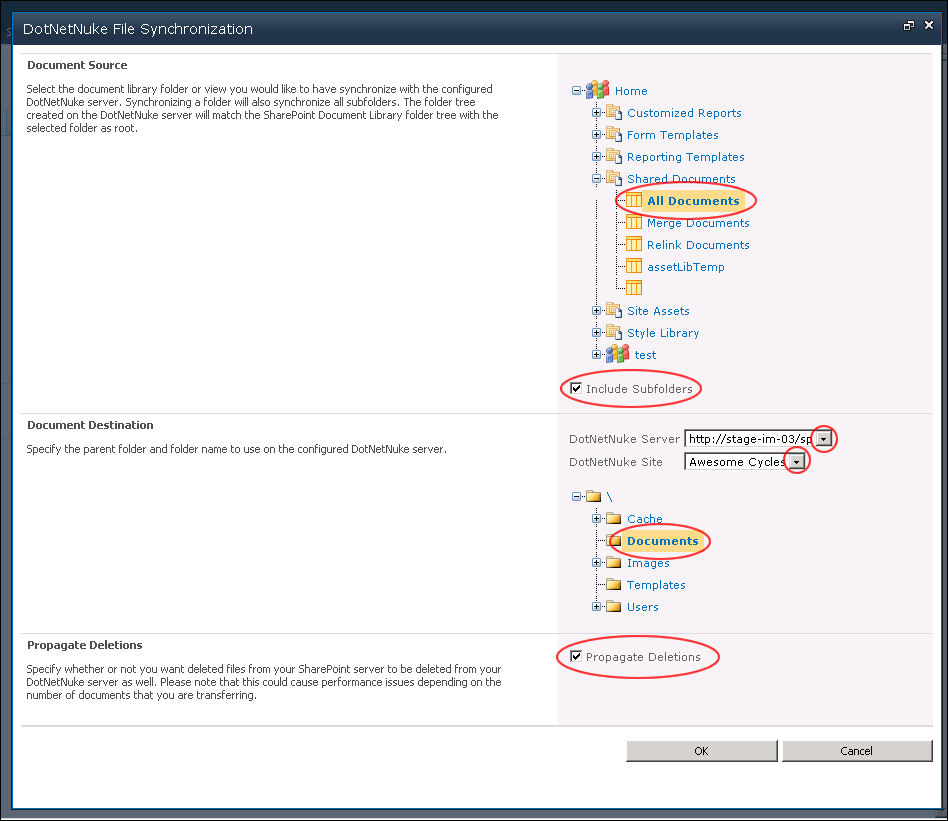 DotNetNuke File Synchronization
Document Source
Select the document library folder or view you would like to have synchronize with the configured
DotNetNuke server. Synchronizing a folder will also synchronize all subfolders. The folder tree
created on the DotNetNuke server will match the SharePoint Document Library folder tree with the
selected folder as root.
Home
Customized Reports
Form Templates
Reporting Templates
Shared Documents
All Documents
Merge Documents
Relink Documents
assetLibTemp
Site Assets
Style Library
test
Include Subfolders
Document Destination
Specify the parent folder and folder name to use on the configured DotNetNuke server.
DotNetNuke Server http://stage-im-03/sp
DotNetNuke Site Awesome Cycles
\
Cache
Documents
Images
Templates
Users
Propagate Deletions
Specify whether or not you want deleted files from your SharePoint server to be deleted from your
DotNetNuke server as well. Please note that this could cause performance issues depending on the
number of documents that you are transferring.
Propagate Deletions
OK Cancel